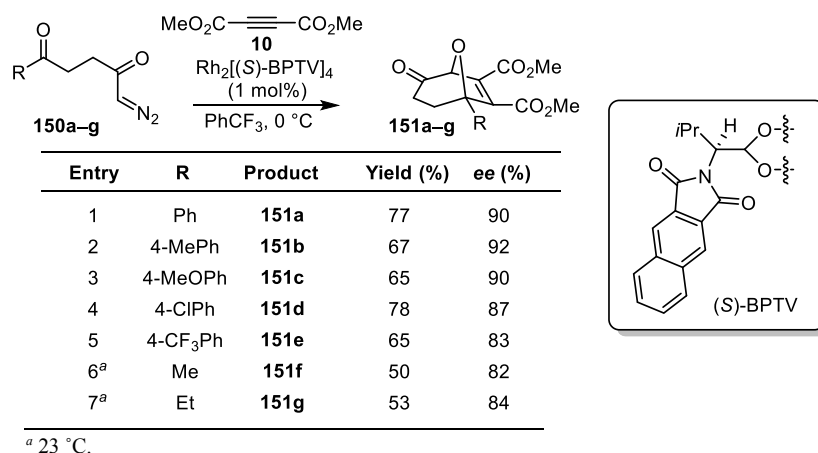 MeO₂C
CO₂Me
10
O
R
O
N₂
150a–g
Rh₂[(S)-BPTV]₄
(1 mol%)
PhCF₃, 0 °C
O
O
CO₂Me
CO₂Me
R
151a–g
Entry R Product Yield (%) ee (%)
1 Ph 151a 77 90
2 4-MePh 151b 67 92
3 4-MeOPh 151c 65 90
4 4-ClPh 151d 78 87
5 4-CF₃Ph 151e 65 83
6ᵃ Me 151f 50 82
7ᵃ Et 151g 53 84
ᵃ 23 ˚C.
iPr H O
O
O N
O
(S)-BPTV